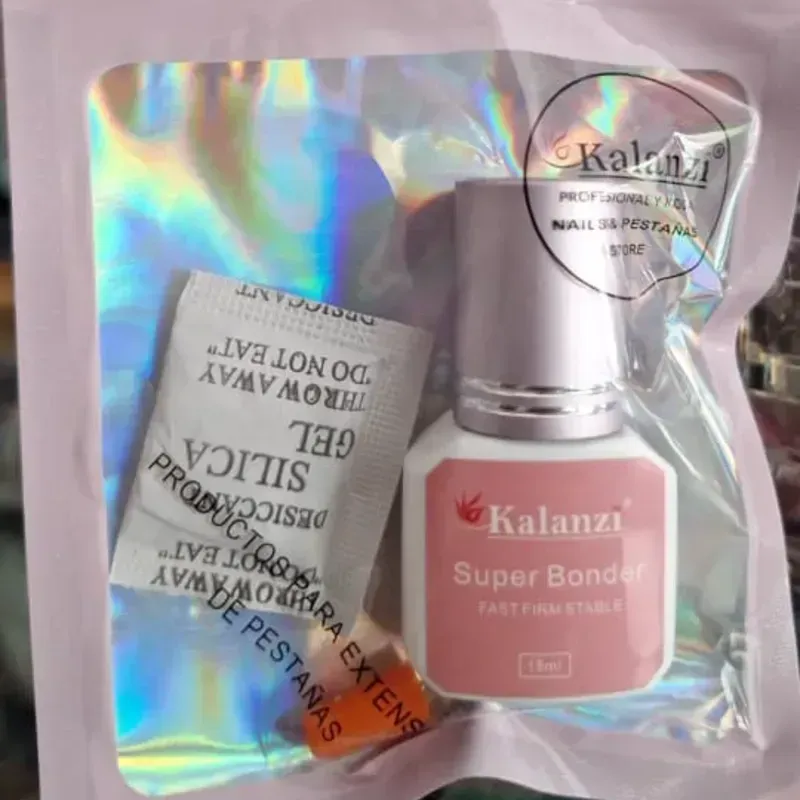 Kalanzi®
PROFESIONAL Y
NAILS & PESTAÑAS
STORE
DESICCANT
"DO NOT EAT"
THROW AWAY
SILICA
GEL
DESICCANT
"DO NOT EAT"
THROW AWAY
PRODUCTOS PARA EXTENS
DE PESTAÑAS
Kalanzi®
Super Bonder
FAST FIRM STABLE
15ml